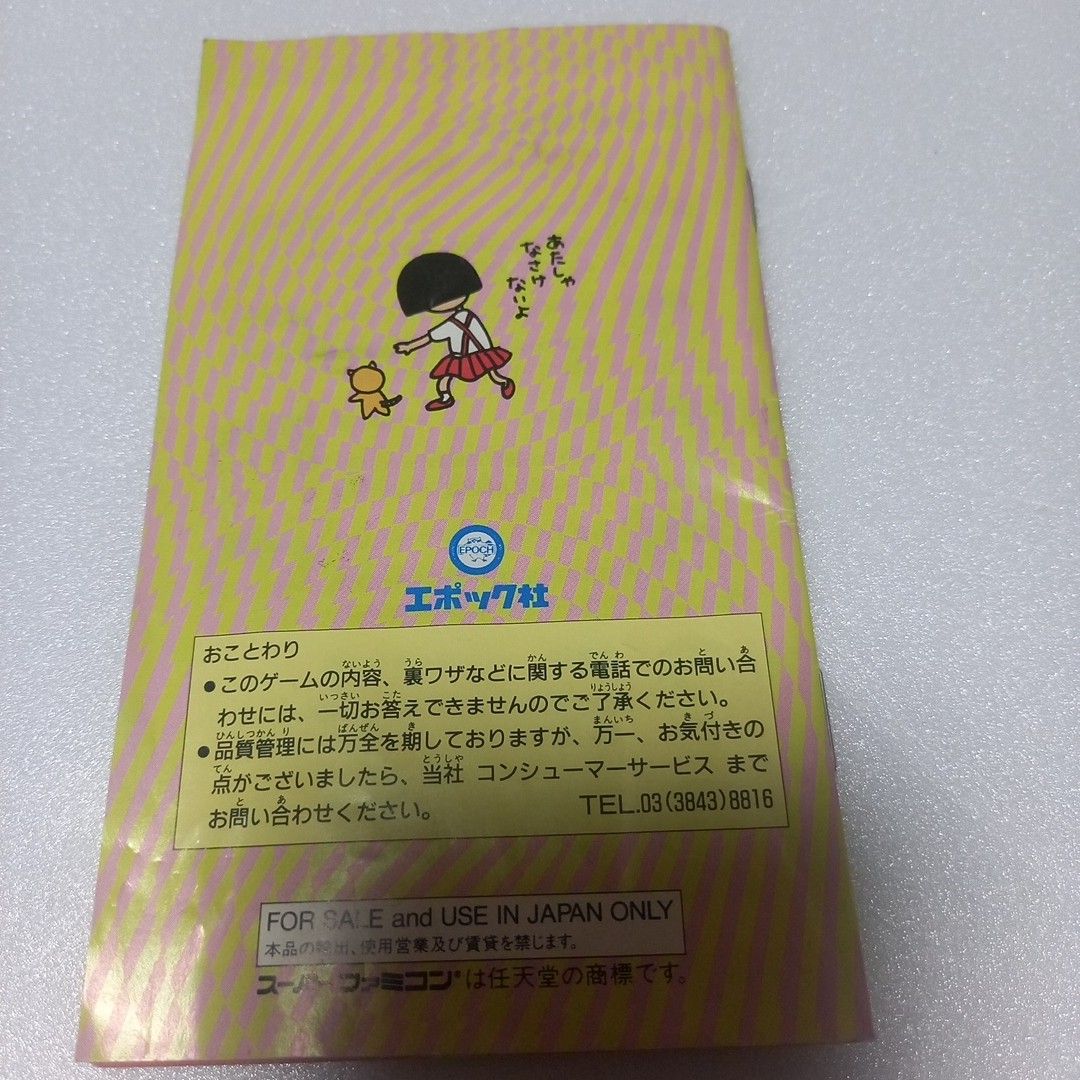 あたしゃ
なさけ
ないよ
EPOCH
エポック社
おことわり
●このゲームの内容、裏ワザなどに関する電話でのお問い合
わせには、一切お答えできませんのでご了承ください。
●品質管理には万全を期しておりますが、万一、お気付きの
点がございましたら、当社 コンシューマーサービス まで
お問い合わせください。 TEL.03(3843)8816
FOR SALE and USE IN JAPAN ONLY
本品の輸出、使用営業及び賃貸を禁じます。
スーパーファミコン®は任天堂の商標です。